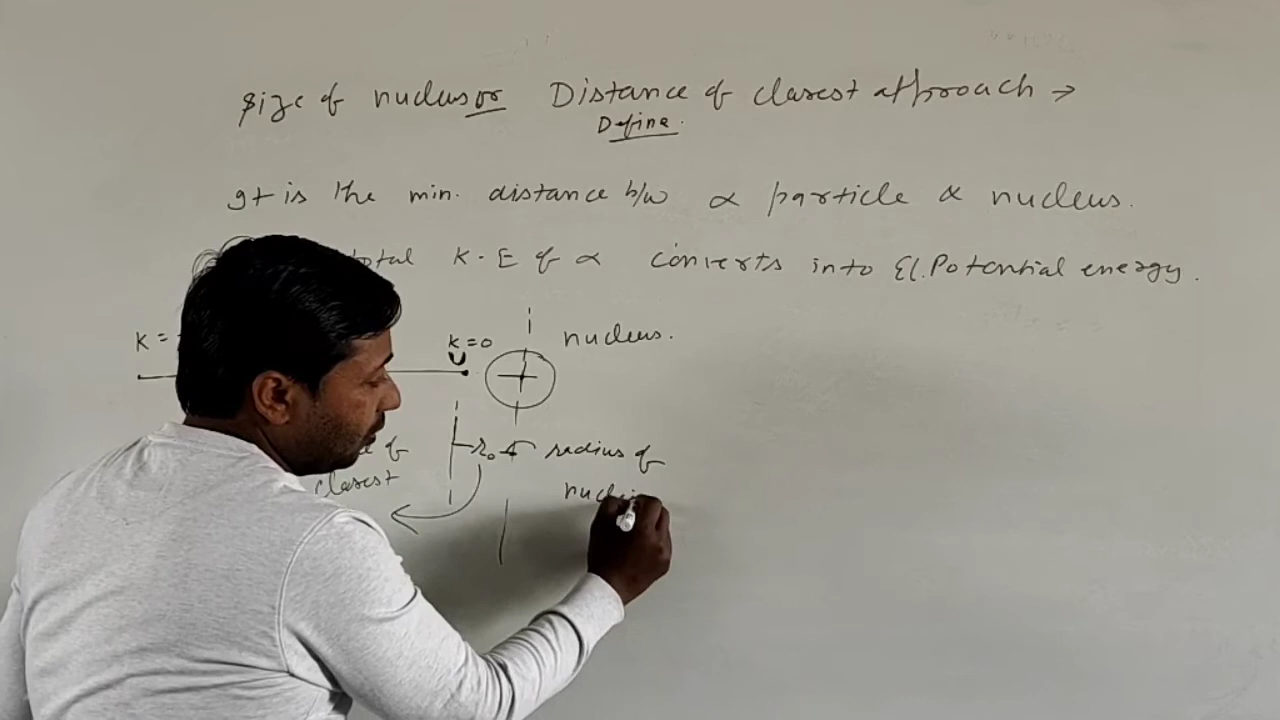 Size of nucleus or Distance of closest approach →
Define.
It is the min. distance b/w α particle & nucleus.
total K.E of α converts into El. Potential energy.
K =
K=0
nucleus.
+
r₀
radius of
of
closest